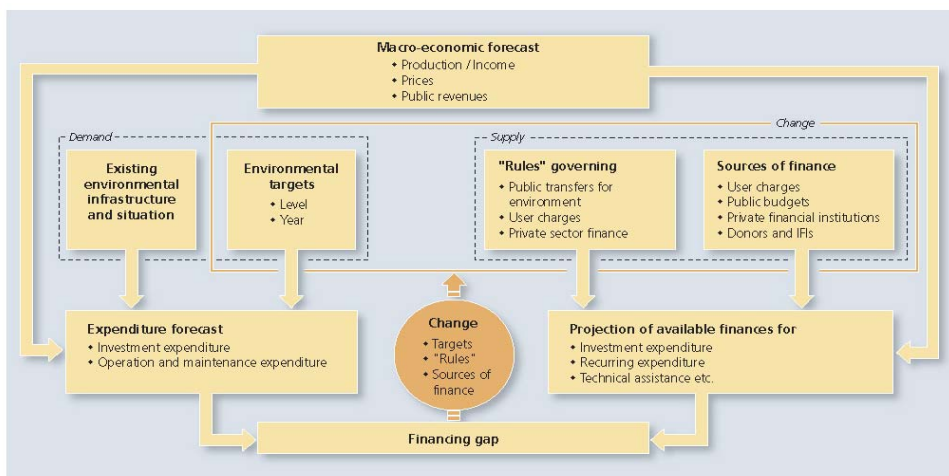 Macro-economic forecast
◆ Production / Income
◆ Prices
◆ Public revenues
Change
Demand
Supply
Existing
environmental
infrastructure
and situation
Environmental
targets
◆ Level
◆ Year
"Rules" governing
◆ Public transfers for
environment
◆ User charges
◆ Private sector finance
Sources of finance
◆ User charges
◆ Public budgets
◆ Private financial institutions
◆ Donors and IFIs
Expenditure forecast
◆ Investment expenditure
◆ Operation and maintenance expenditure
Change
◆ Targets
◆ "Rules"
◆ Sources of
finance
Projection of available finances for
◆ Investment expenditure
◆ Recurring expenditure
◆ Technical assistance etc.
Financing gap